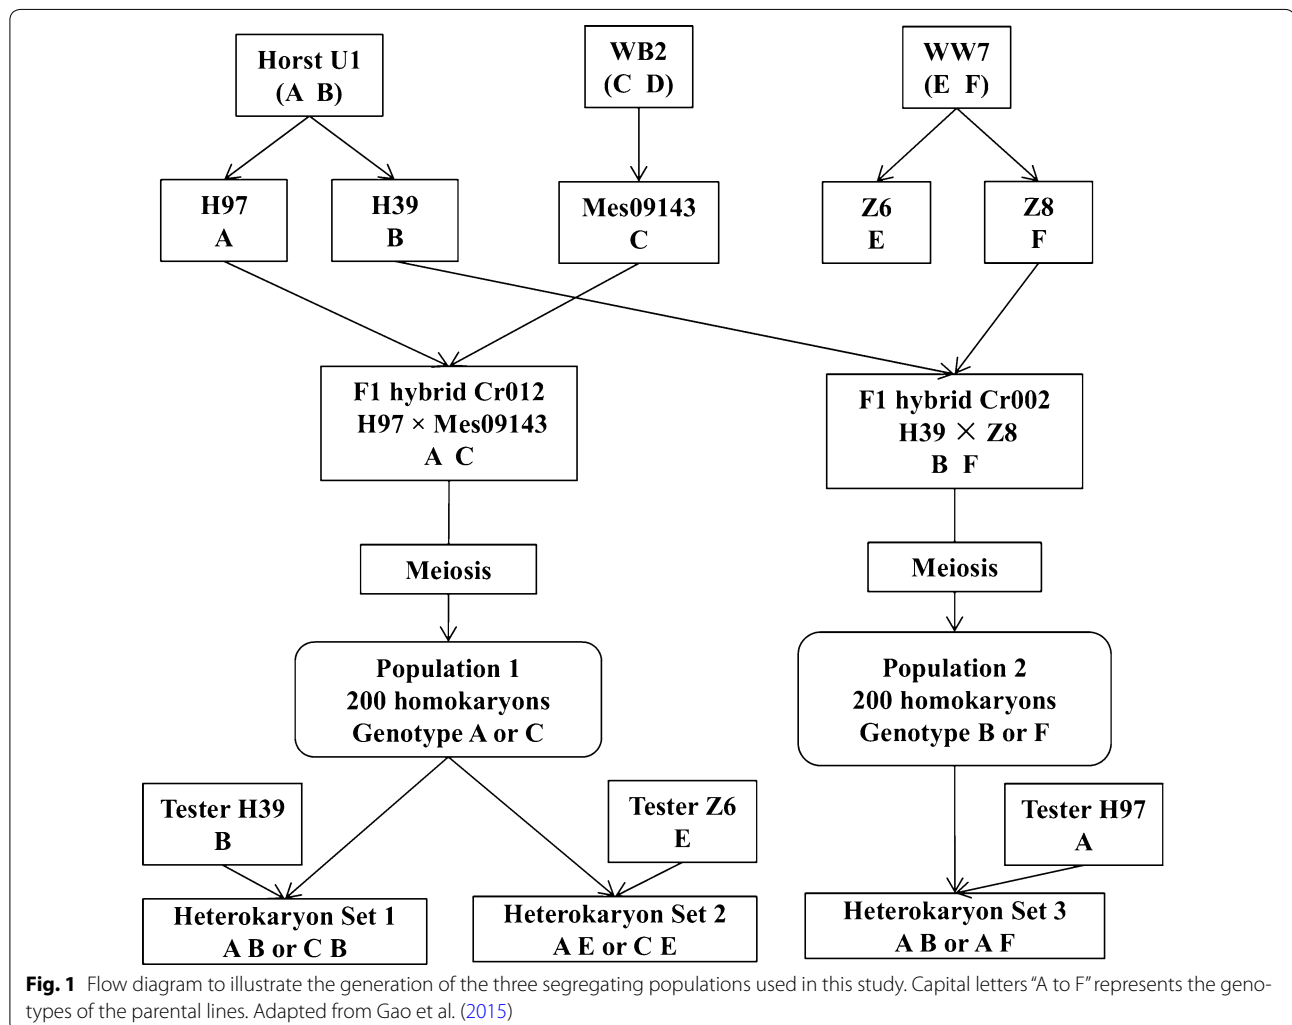 Horst U1
(A B)
WB2
(C D)
WW7
(E F)
H97
A
H39
B
Mes09143
C
Z6
E
Z8
F
F1 hybrid Cr012
H97 × Mes09143
A C
F1 hybrid Cr002
H39 × Z8
B F
Meiosis
Meiosis
Population 1
200 homokaryons
Genotype A or C
Population 2
200 homokaryons
Genotype B or F
Tester H39
B
Tester Z6
E
Tester H97
A
Heterokaryon Set 1
A B or C B
Heterokaryon Set 2
A E or C E
Heterokaryon Set 3
A B or A F
Fig. 1 Flow diagram to illustrate the generation of the three segregating populations used in this study. Capital letters “A to F” represents the geno-
types of the parental lines. Adapted from Gao et al. (2015)